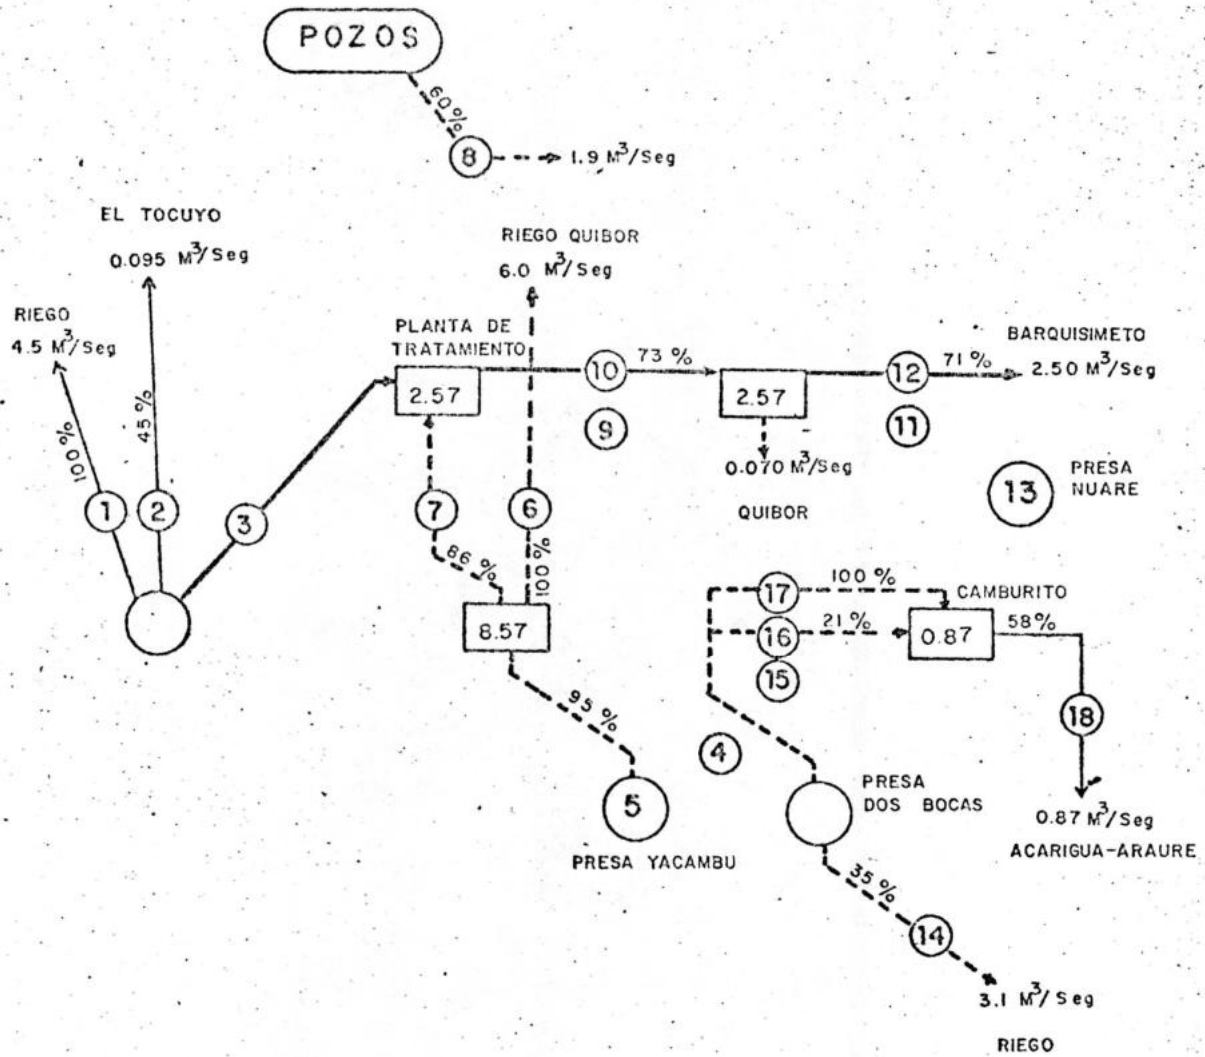 POZOS
60%
8
1.9 M³/Seg
EL TOCUYO
0.095 M³/Seg
RIEGO QUIBOR
6.0 M³/Seg
RIEGO
4.5 M³/Seg
PLANTA DE
TRATAMIENTO
2.57
10
73 %
2.57
12
71 %
BARQUISIMETO
2.50 M³/Seg
9
11
45 %
100 %
0.070 M³/Seg
QUIBOR
13
PRESA
NUARE
1
2
3
7
6
86 %
100 %
8.57
17
100 %
CAMBURITO
16
21 %
0.87
58%
15
95 %
4
18
5
PRESA YACAMBU
PRESA
DOS BOCAS
0.87 M³/Seg
ACARIGUA-ARAURE
35 %
14
3.1 M³/Seg
RIEGO